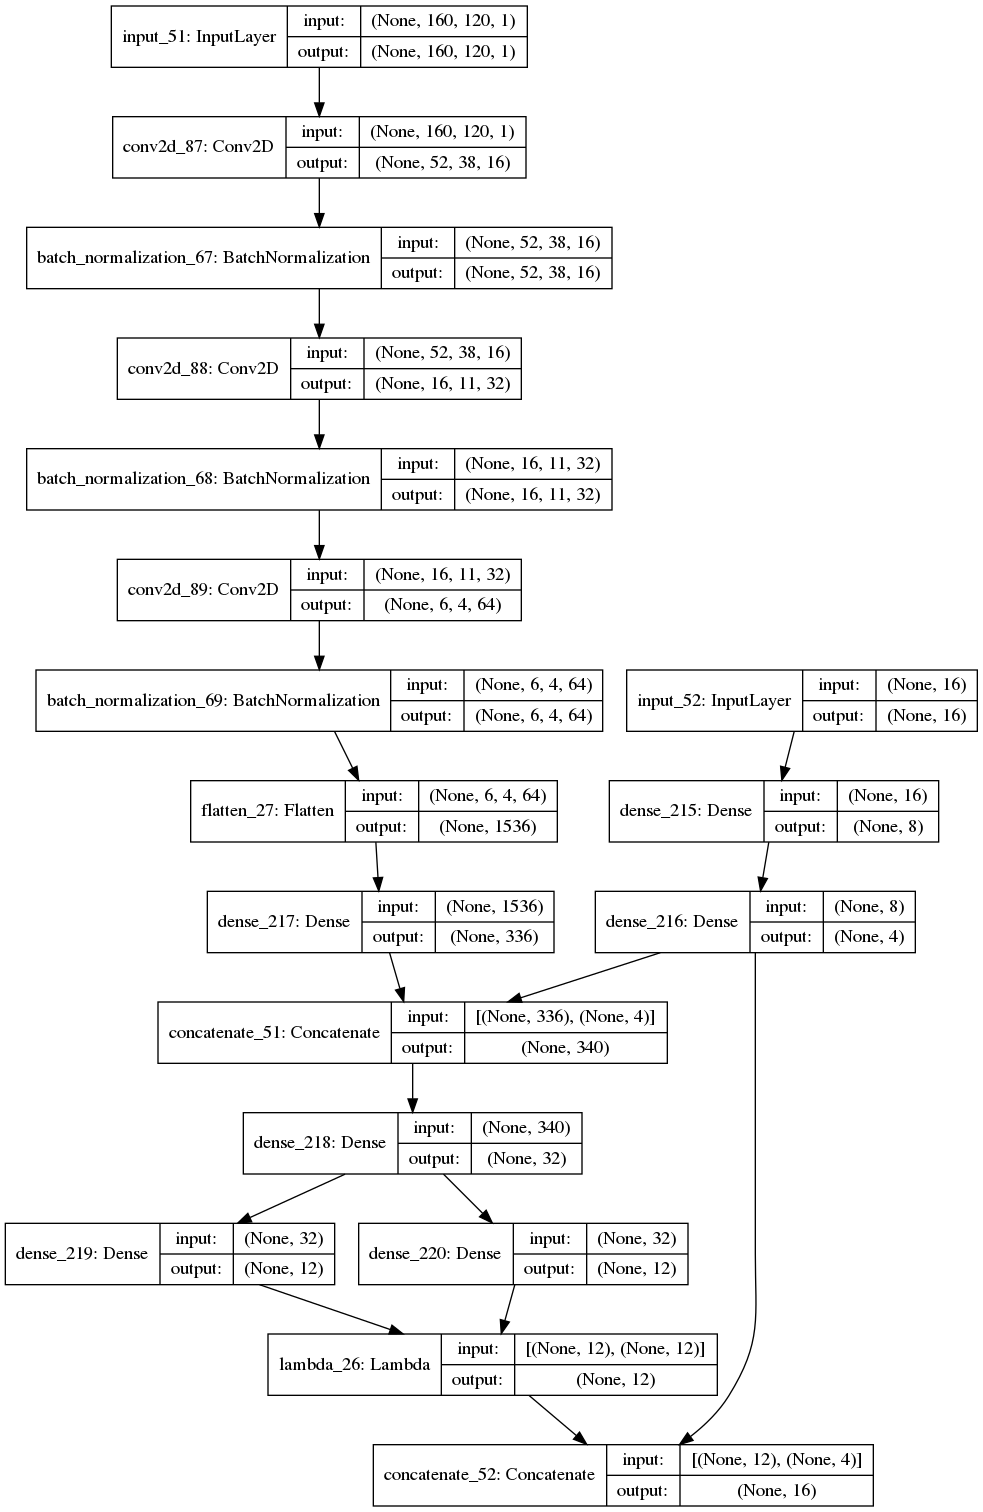 input_51: InputLayer
input: (None, 160, 120, 1)
output: (None, 160, 120, 1)
conv2d_87: Conv2D
input: (None, 160, 120, 1)
output: (None, 52, 38, 16)
batch_normalization_67: BatchNormalization
input: (None, 52, 38, 16)
output: (None, 52, 38, 16)
conv2d_88: Conv2D
input: (None, 52, 38, 16)
output: (None, 16, 11, 32)
batch_normalization_68: BatchNormalization
input: (None, 16, 11, 32)
output: (None, 16, 11, 32)
conv2d_89: Conv2D
input: (None, 16, 11, 32)
output: (None, 6, 4, 64)
batch_normalization_69: BatchNormalization
input: (None, 6, 4, 64)
output: (None, 6, 4, 64)
input_52: InputLayer
input: (None, 16)
output: (None, 16)
flatten_27: Flatten
input: (None, 6, 4, 64)
output: (None, 1536)
dense_215: Dense
input: (None, 16)
output: (None, 8)
dense_217: Dense
input: (None, 1536)
output: (None, 336)
dense_216: Dense
input: (None, 8)
output: (None, 4)
concatenate_51: Concatenate
input: [(None, 336), (None, 4)]
output: (None, 340)
dense_218: Dense
input: (None, 340)
output: (None, 32)
dense_219: Dense
input: (None, 32)
output: (None, 12)
dense_220: Dense
input: (None, 32)
output: (None, 12)
lambda_26: Lambda
input: [(None, 12), (None, 12)]
output: (None, 12)
concatenate_52: Concatenate
input: [(None, 12), (None, 4)]
output: (None, 16)